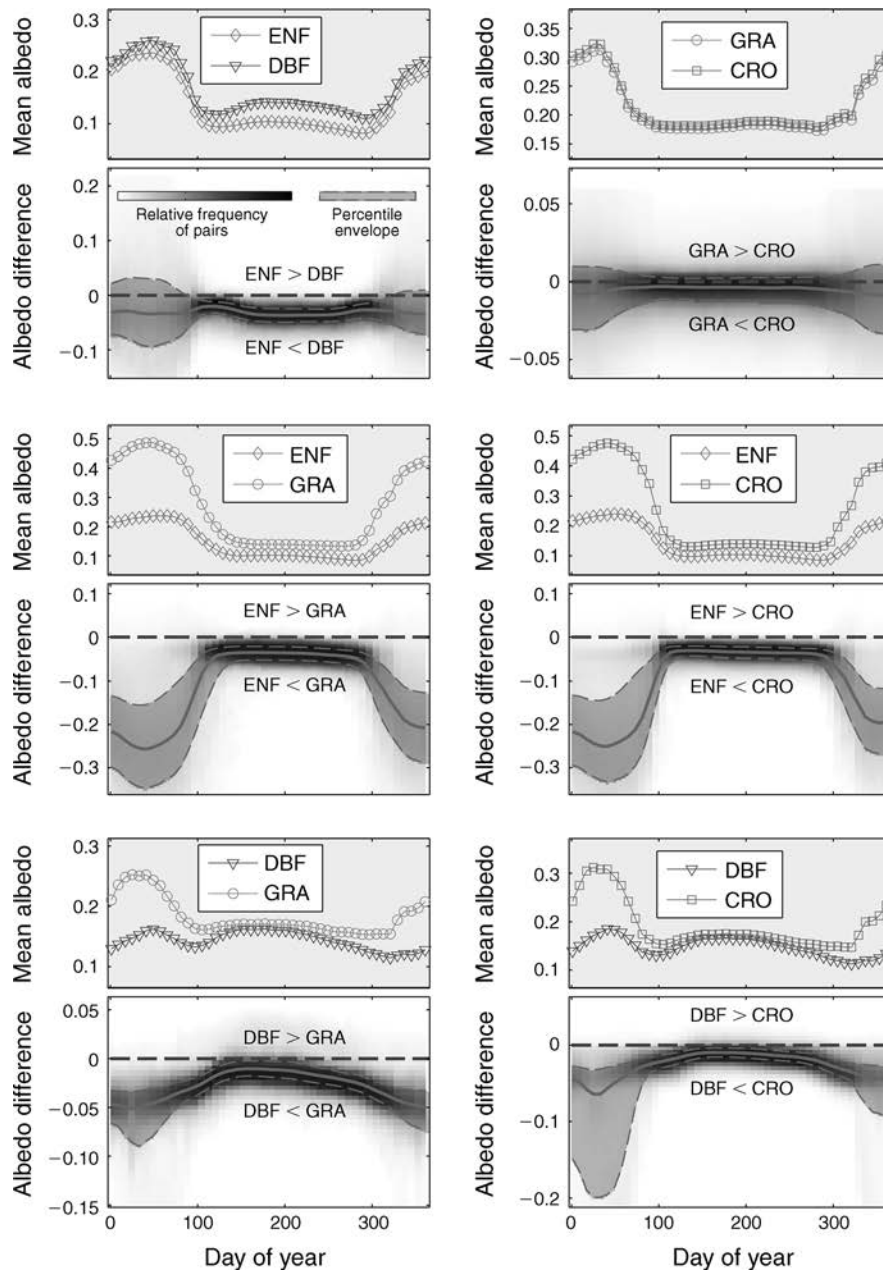 Mean albedo
0.3
0.2
0.1
ENF
DBF
Mean albedo
0.30
0.25
0.20
0.15
GRA
CRO
Albedo difference
0.2
0.1
0
−0.1
Relative frequency
of pairs
Percentile
envelope
ENF > DBF
ENF < DBF
Albedo difference
0.05
0
−0.05
GRA > CRO
GRA < CRO
Mean albedo
0.5
0.4
0.3
0.2
0.1
ENF
GRA
Mean albedo
0.5
0.4
0.3
0.2
0.1
ENF
CRO
Albedo difference
0.1
0
−0.1
−0.2
−0.3
ENF > GRA
ENF < GRA
Albedo difference
0.1
0
−0.1
−0.2
−0.3
ENF > CRO
ENF < CRO
Mean albedo
0.3
0.2
0.1
DBF
GRA
Mean albedo
0.3
0.2
0.1
DBF
CRO
Albedo difference
0.05
0
−0.05
−0.10
−0.15
DBF > GRA
DBF < GRA
0 100 200 300
Day of year
Albedo difference
0
−0.1
−0.2
DBF > CRO
DBF < CRO
0 100 200 300
Day of year